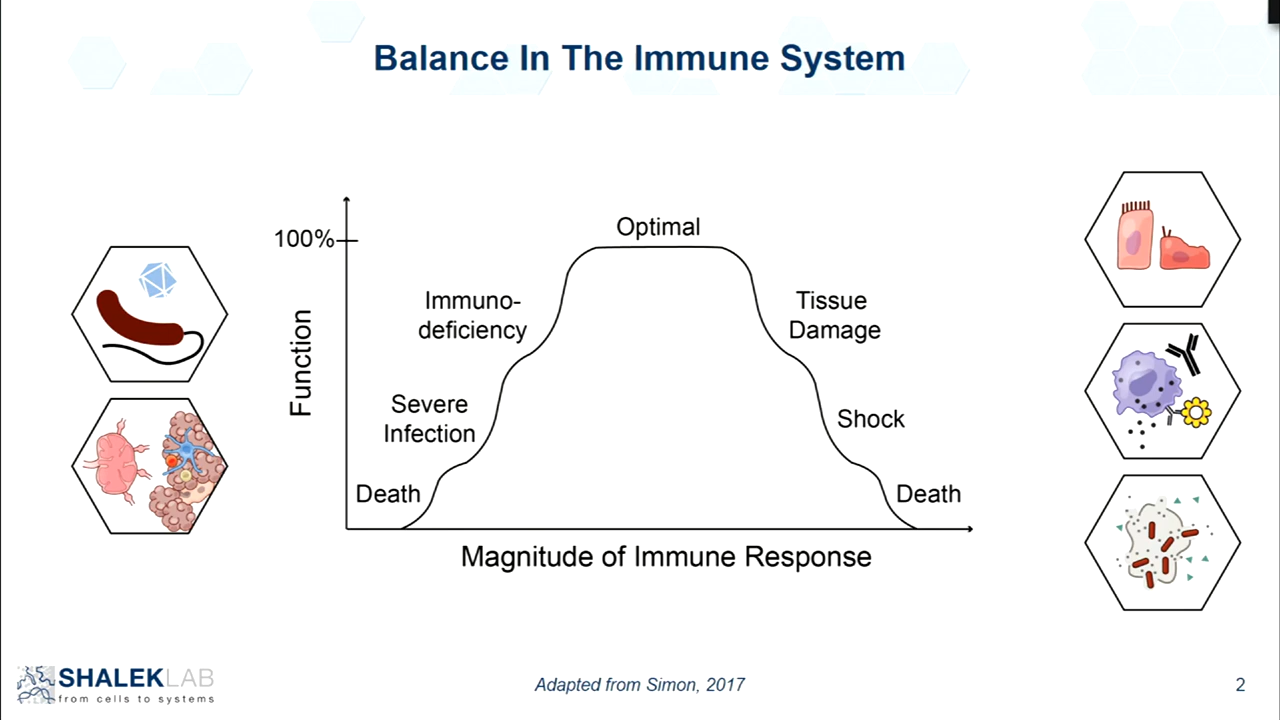 Balance In The Immune System
100%
Function
Optimal
Immuno-
deficiency
Severe
Infection
Death
Tissue
Damage
Shock
Death
Magnitude of Immune Response
SHALEKLAB
from cells to systems
Adapted from Simon, 2017
2